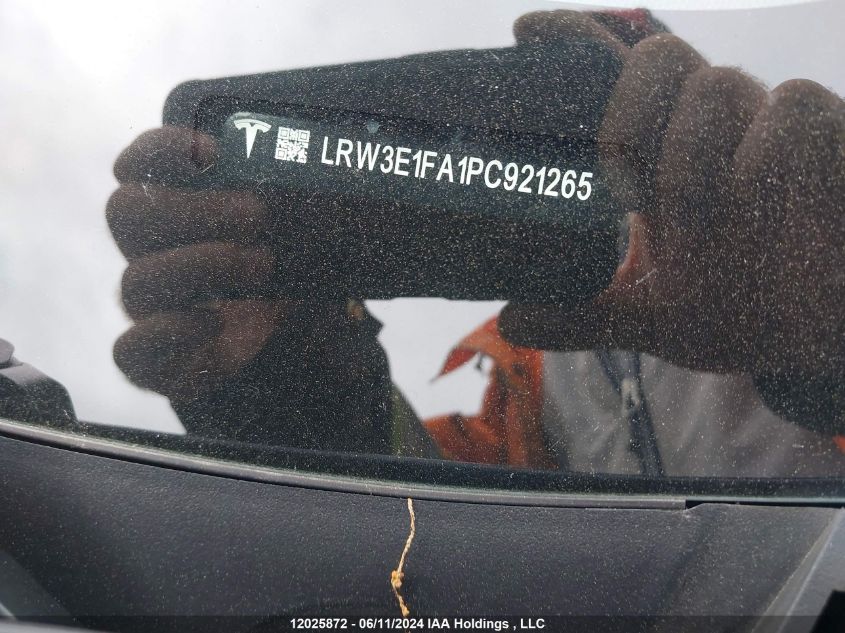 LRW3E1FA1PC921265
12025872 - 06/11/2024 IAA Holdings , LLC